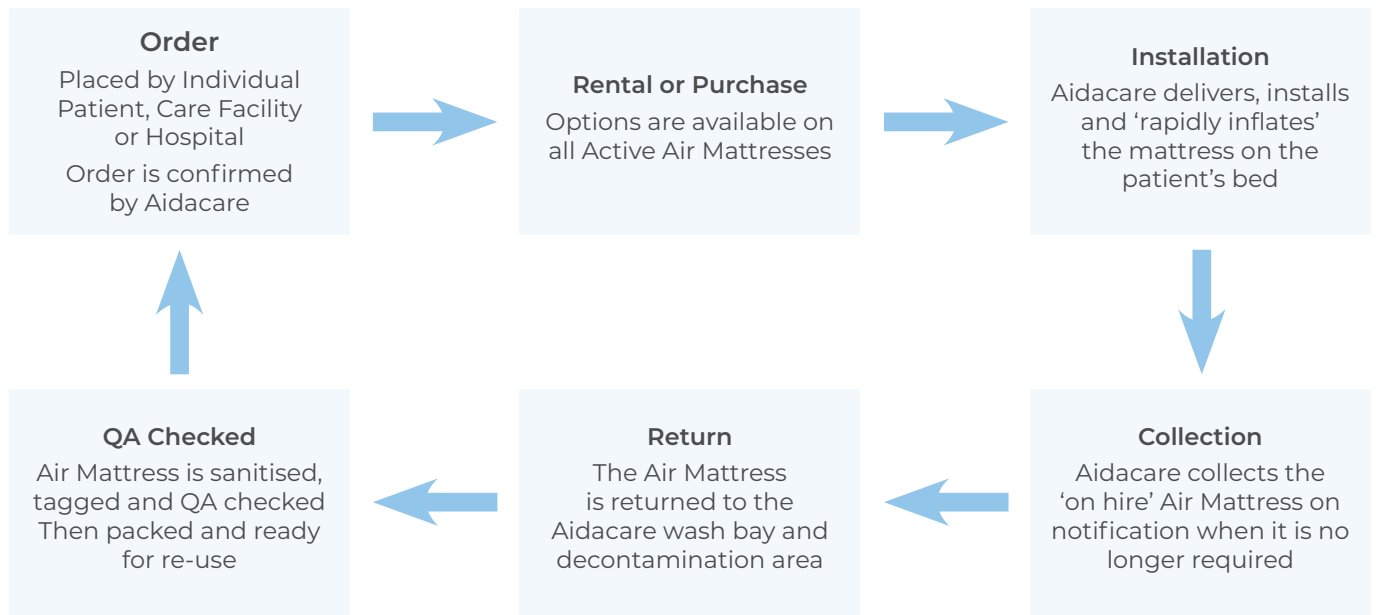 Order
Placed by Individual
Patient, Care Facility
or Hospital
Order is confirmed
by Aidacare
Rental or Purchase
Options are available on
all Active Air Mattresses
Installation
Aidacare delivers, installs
and ‘rapidly inflates’
the mattress on the
patient’s bed
Collection
Aidacare collects the
‘on hire’ Air Mattress on
notification when it is no
longer required
Return
The Air Mattress
is returned to the
Aidacare wash bay and
decontamination area
QA Checked
Air Mattress is sanitised,
tagged and QA checked
Then packed and ready
for re-use